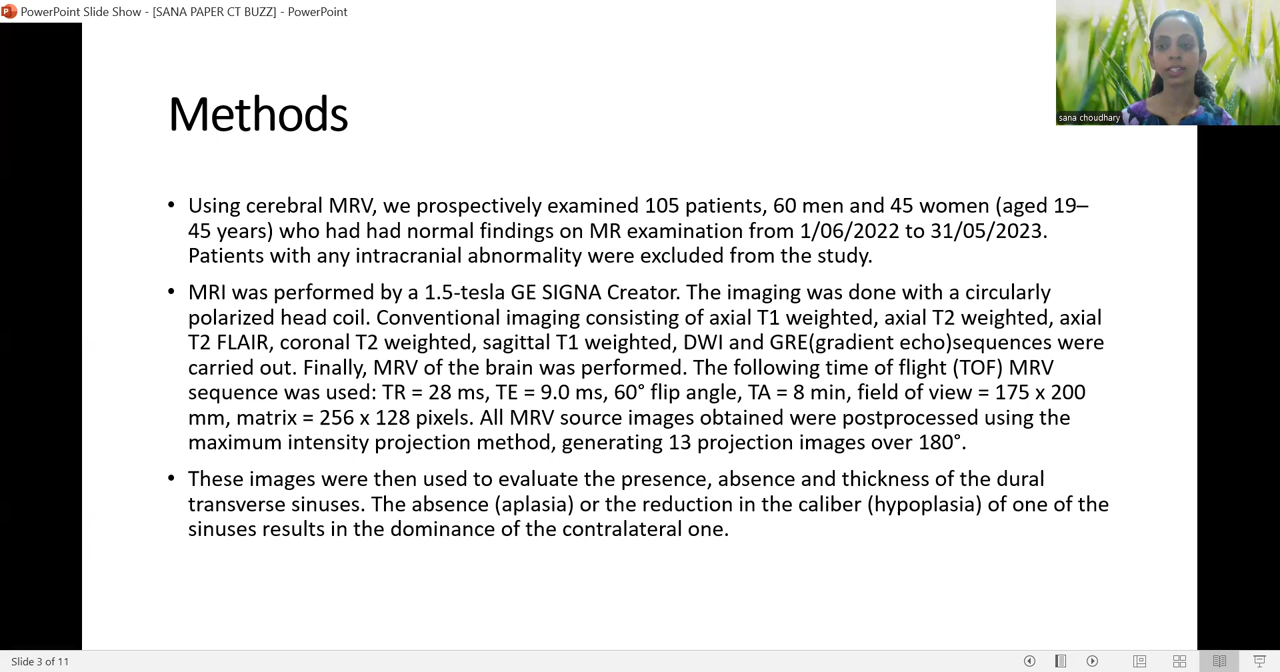 PowerPoint Slide Show - [SANA PAPER CT BUZZ] - PowerPoint
sana choudhary
Methods
• Using cerebral MRV, we prospectively examined 105 patients, 60 men and 45 women (aged 19–
45 years) who had had normal findings on MR examination from 1/06/2022 to 31/05/2023.
Patients with any intracranial abnormality were excluded from the study.
• MRI was performed by a 1.5-tesla GE SIGNA Creator. The imaging was done with a circularly
polarized head coil. Conventional imaging consisting of axial T1 weighted, axial T2 weighted, axial
T2 FLAIR, coronal T2 weighted, sagittal T1 weighted, DWI and GRE(gradient echo)sequences were
carried out. Finally, MRV of the brain was performed. The following time of flight (TOF) MRV
sequence was used: TR = 28 ms, TE = 9.0 ms, 60° flip angle, TA = 8 min, field of view = 175 x 200
mm, matrix = 256 x 128 pixels. All MRV source images obtained were postprocessed using the
maximum intensity projection method, generating 13 projection images over 180°.
• These images were then used to evaluate the presence, absence and thickness of the dural
transverse sinuses. The absence (aplasia) or the reduction in the caliber (hypoplasia) of one of the
sinuses results in the dominance of the contralateral one.
Slide 3 of 11